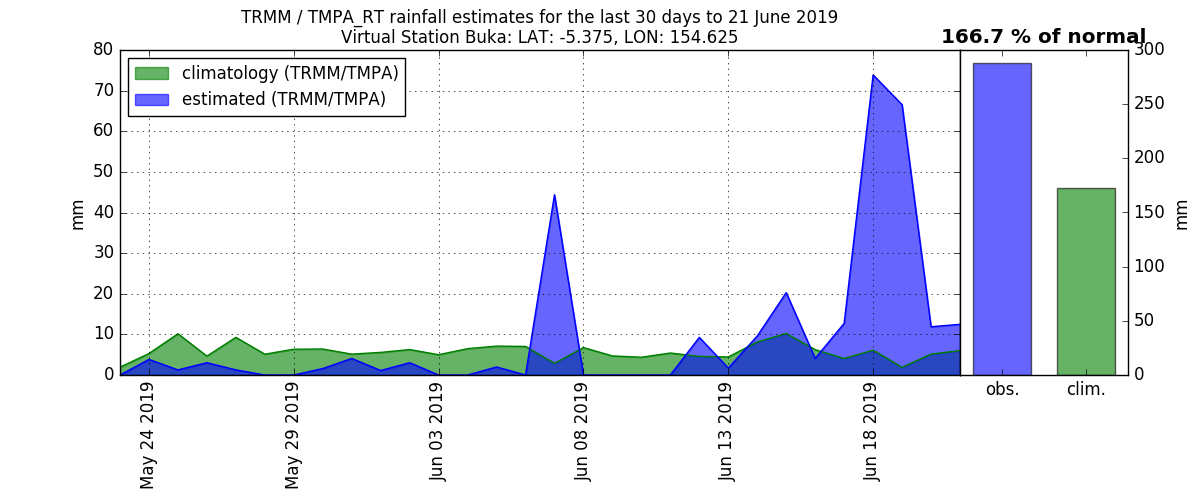 TRMM / TMPA_RT rainfall estimates for the last 30 days to 21 June 2019
Virtual Station Buka: LAT: -5.375, LON: 154.625
166.7 % of normal
climatology (TRMM/TMPA)
estimated (TRMM/TMPA)
80
70
60
50
40
30
20
10
0
mm
300
250
200
150
100
50
0
mm
May 24 2019
May 29 2019
Jun 03 2019
Jun 08 2019
Jun 13 2019
Jun 18 2019
obs.
clim.